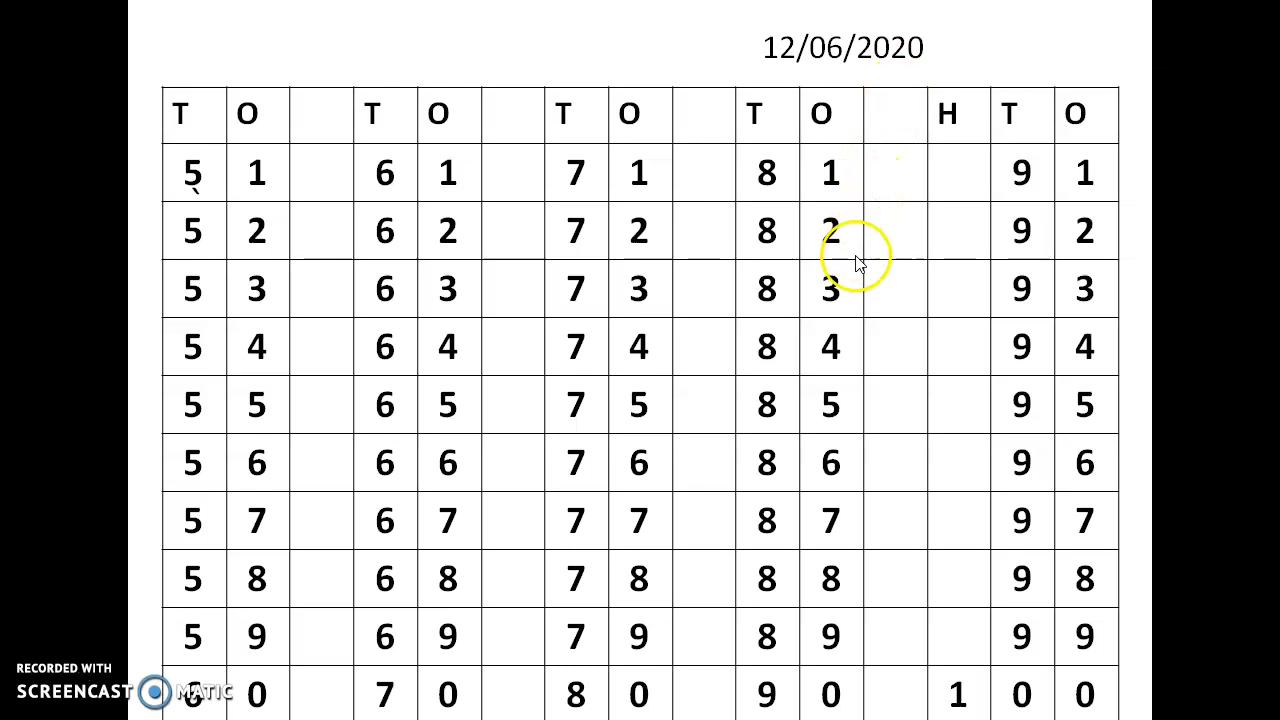 12/06/2020
T O T O T O T O H T O
5 1 6 1 7 1 8 1 9 1
5 2 6 2 7 2 8 2 9 2
5 3 6 3 7 3 8 3 9 3
5 4 6 4 7 4 8 4 9 4
5 5 6 5 7 5 8 5 9 5
5 6 6 6 7 6 8 6 9 6
5 7 6 7 7 7 8 7 9 7
5 8 6 8 7 8 8 8 9 8
5 9 6 9 7 9 8 9 9 9
6 0 7 0 8 0 9 0 1 0 0
RECORDED WITH
SCREENCAST MATIC